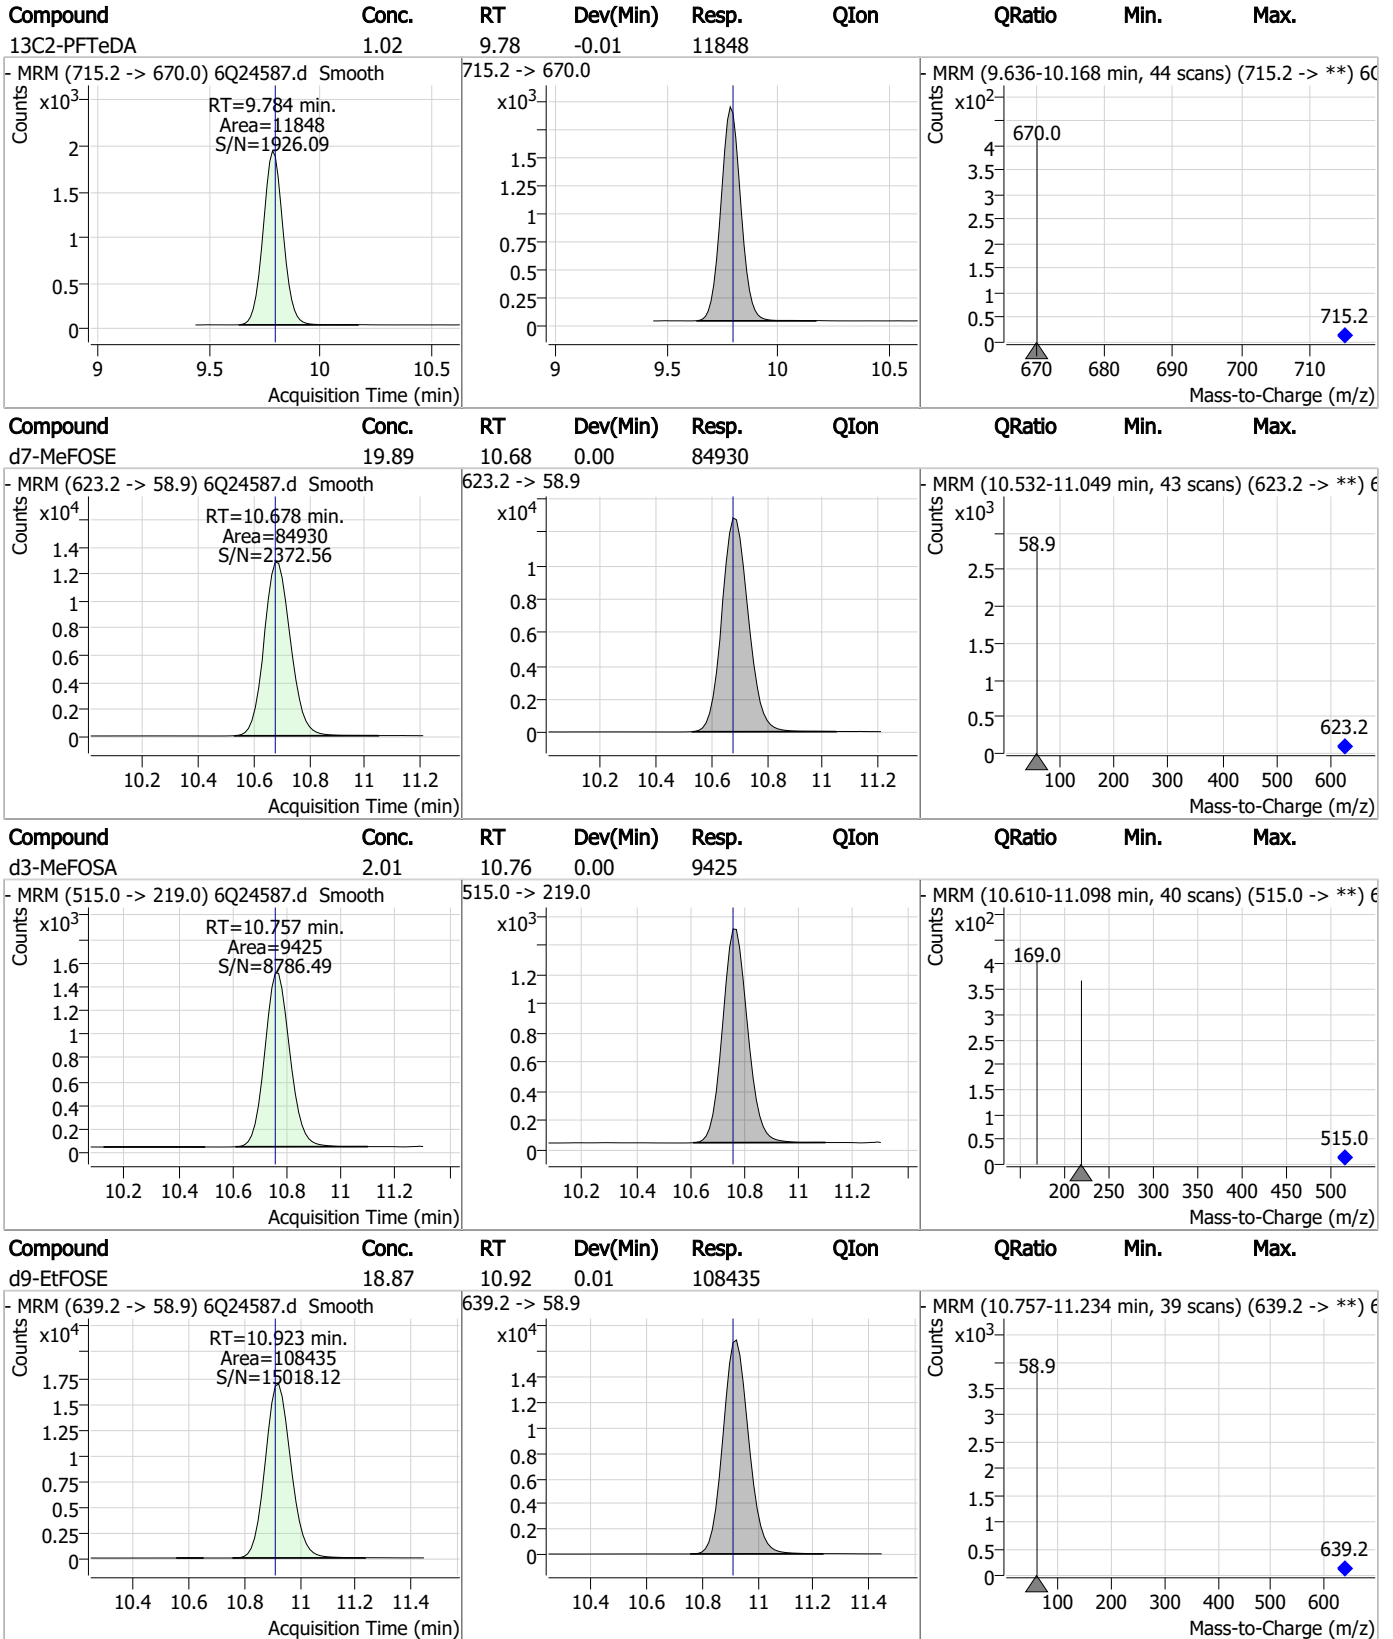 Compound Conc. RT Dev(Min) Resp. QIon QRatio Min. Max.
13C2-PFTeDA 1.02 9.78 -0.01 11848
- MRM (715.2 -> 670.0) 6Q24587.d Smooth
Counts
x10³
RT=9.784 min.
Area=11848
S/N=1926.09
2
1.5
1
0.5
0
9 9.5 10 10.5
Acquisition Time (min)
715.2 -> 670.0
x10³
1.5
1.25
1
0.75
0.5
0.25
0
9 9.5 10 10.5
- MRM (9.636-10.168 min, 44 scans) (715.2 -> **)
Counts
x10²
670.0
4
3.5
3
2.5
2
1.5
1
0.5
0
715.2
670 680 690 700 710
Mass-to-Charge (m/z)
Compound Conc. RT Dev(Min) Resp. QIon QRatio Min. Max.
d7-MeFOSE 19.89 10.68 0.00 84930
- MRM (623.2 -> 58.9) 6Q24587.d Smooth
Counts
x10⁴
RT=10.678 min.
Area=84930
S/N=2372.56
1.4
1.2
1
0.8
0.6
0.4
0.2
0
10.2 10.4 10.6 10.8 11 11.2
Acquisition Time (min)
623.2 -> 58.9
x10⁴
1
0.8
0.6
0.4
0.2
0
10.2 10.4 10.6 10.8 11 11.2
- MRM (10.532-11.049 min, 43 scans) (623.2 -> **)
Counts
x10³
58.9
2.5
2
1.5
1
0.5
0
623.2
100 200 300 400 500 600
Mass-to-Charge (m/z)
Compound Conc. RT Dev(Min) Resp. QIon QRatio Min. Max.
d3-MeFOSA 2.01 10.76 0.00 9425
- MRM (515.0 -> 219.0) 6Q24587.d Smooth
Counts
x10³
RT=10.757 min.
Area=9425
S/N=8786.49
1.6
1.4
1.2
1
0.8
0.6
0.4
0.2
0
10.2 10.4 10.6 10.8 11 11.2
Acquisition Time (min)
515.0 -> 219.0
x10³
1.2
1
0.8
0.6
0.4
0.2
0
10.2 10.4 10.6 10.8 11 11.2
- MRM (10.610-11.098 min, 40 scans) (515.0 -> **)
Counts
x10²
169.0
4
3.5
3
2.5
2
1.5
1
0.5
0
515.0
200 250 300 350 400 450 500
Mass-to-Charge (m/z)
Compound Conc. RT Dev(Min) Resp. QIon QRatio Min. Max.
d9-EtFOSE 18.87 10.92 0.01 108435
- MRM (639.2 -> 58.9) 6Q24587.d Smooth
Counts
x10⁴
RT=10.923 min.
Area=108435
S/N=15018.12
1.75
1.5
1.25
1
0.75
0.5
0.25
0
10.4 10.6 10.8 11 11.2 11.4
Acquisition Time (min)
639.2 -> 58.9
x10⁴
1.4
1.2
1
0.8
0.6
0.4
0.2
0
10.4 10.6 10.8 11 11.2 11.4
- MRM (10.757-11.234 min, 39 scans) (639.2 -> **)
Counts
x10³
58.9
3.5
3
2.5
2
1.5
1
0.5
0
639.2
100 200 300 400 500 600
Mass-to-Charge (m/z)